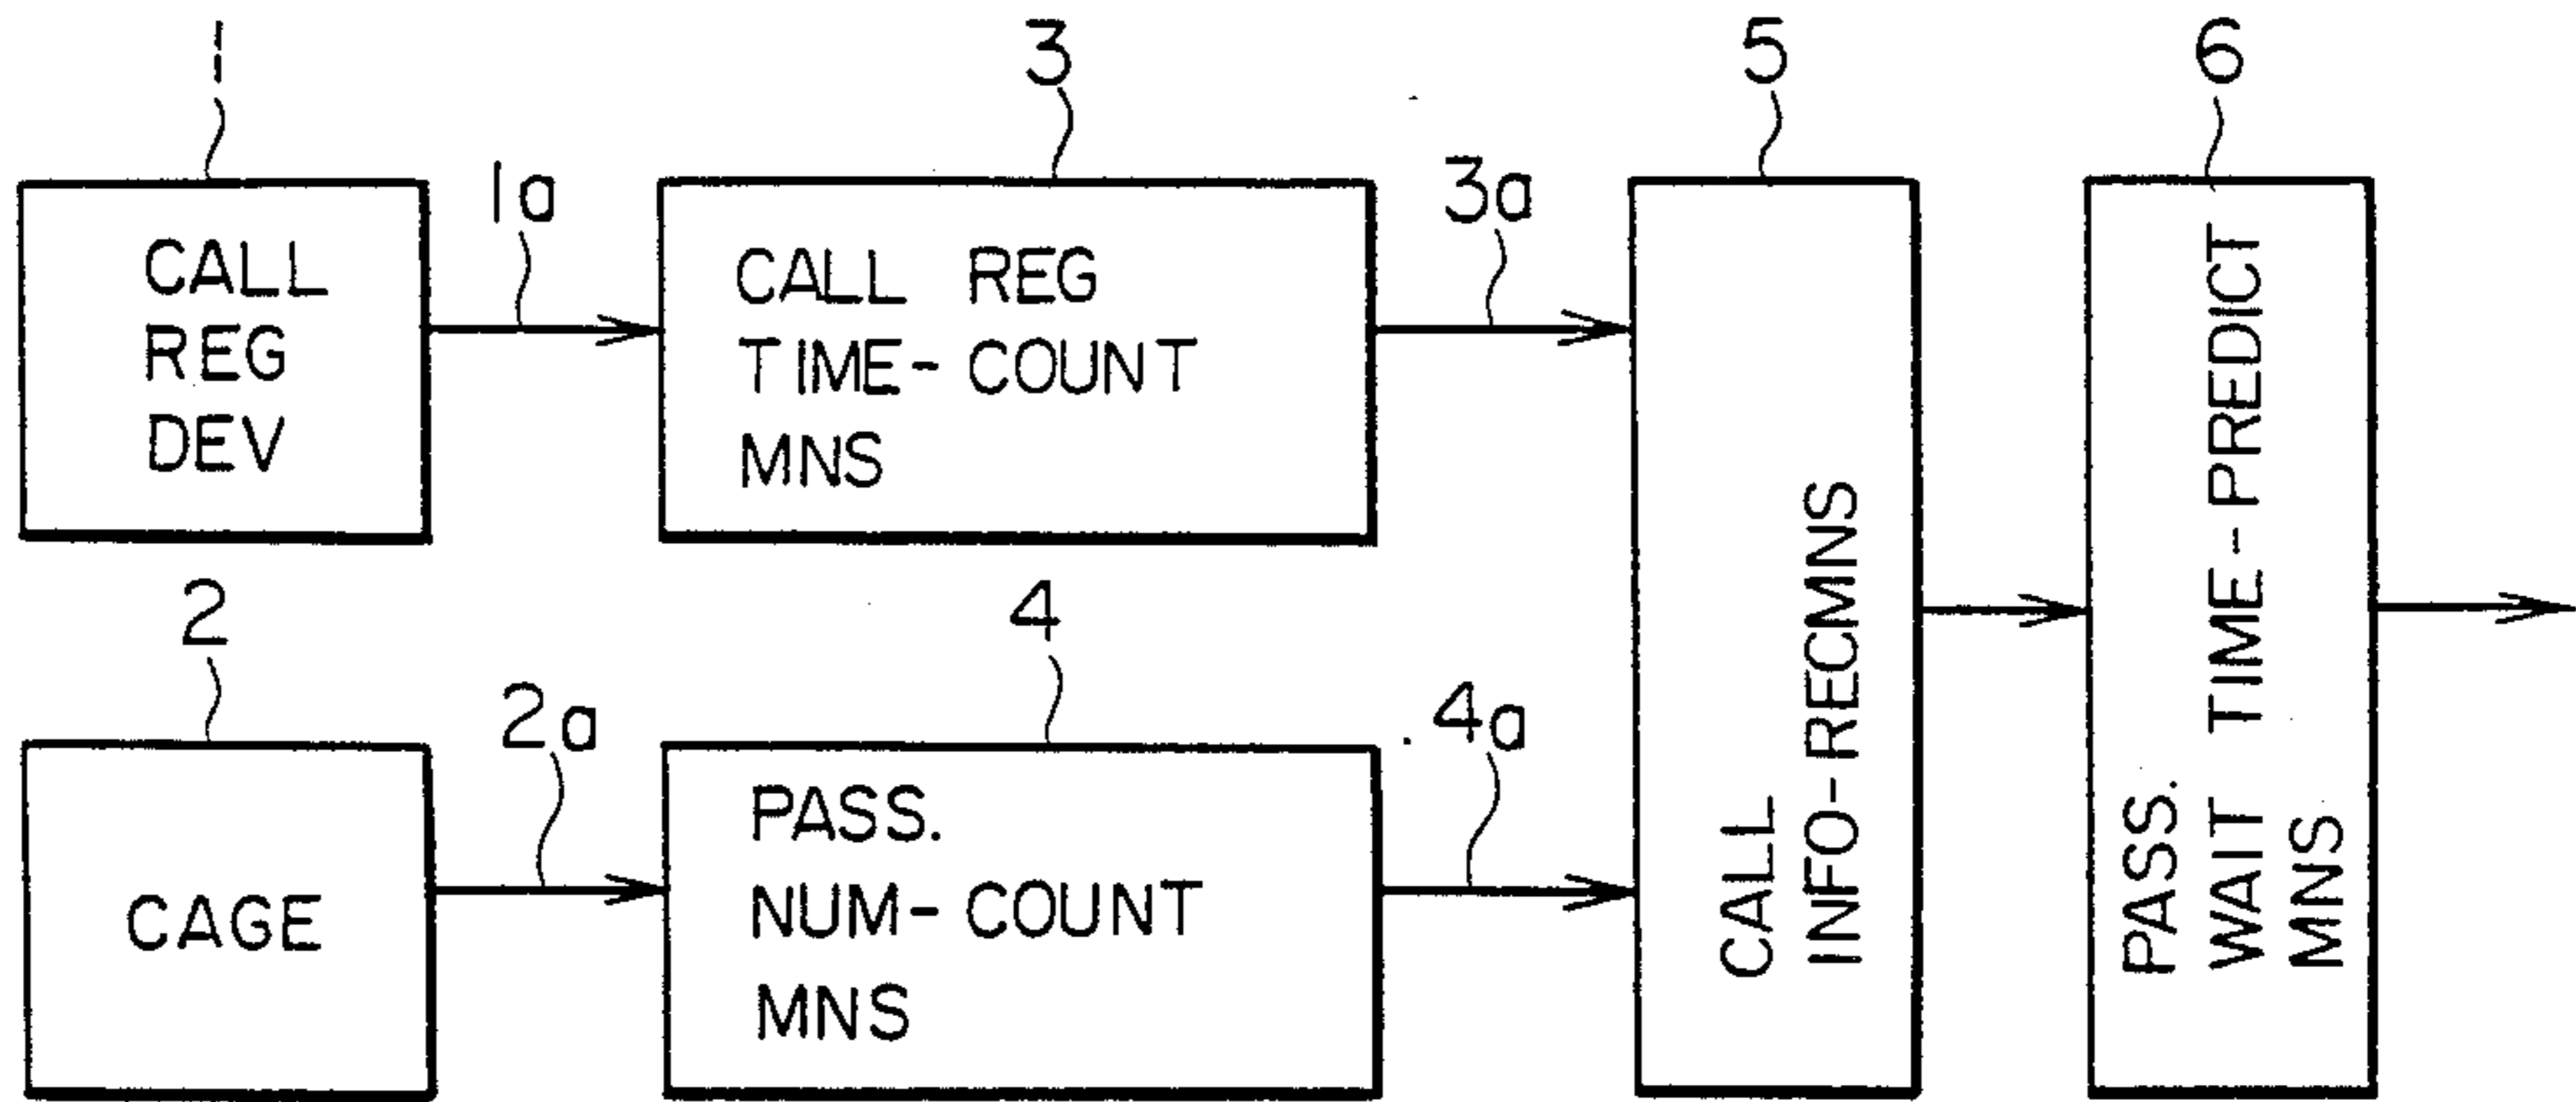 1
3
5
6
1a
3a
CALL
REG
DEV
CALL REG
TIME-COUNT
MNS
2
4
2a
4a
CAGE
PASS.
NUM-COUNT
MNS
CALL
INFO-RECMNS
PASS.
WAIT TIME-PREDICT
MNS